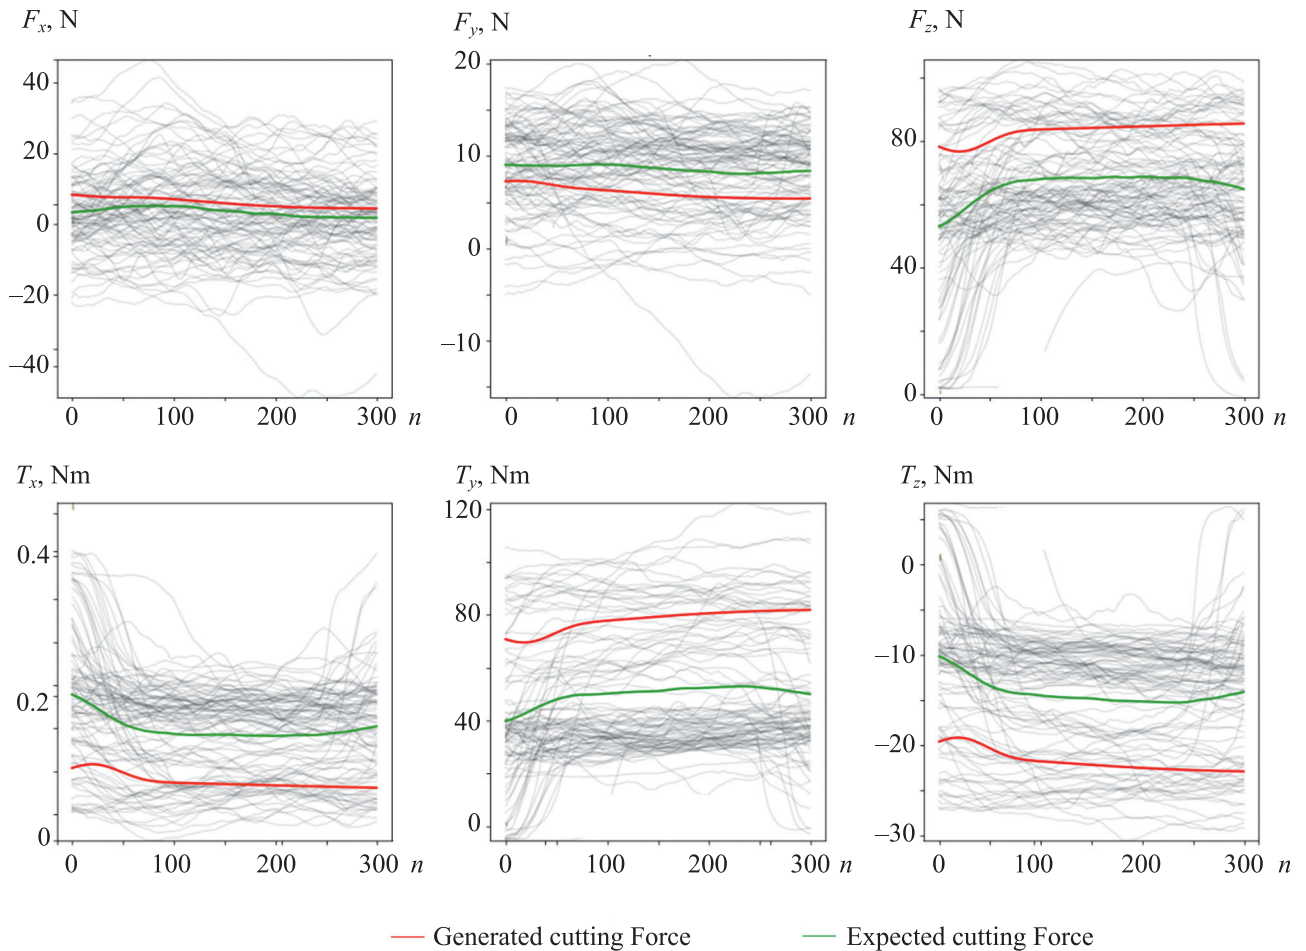 Fx, N
40
20
0
–20
–40
0 100 200 300 n
Fy, N
20
10
0
–10
0 100 200 300 n
Fz, N
80
40
0
0 100 200 300 n
Tx, Nm
0.4
0.2
0
0 100 200 300 n
Ty, Nm
120
80
40
0
0 100 200 300 n
Tz, Nm
0
–10
–20
–30
0 100 200 300 n
Generated cutting Force
Expected cutting Force